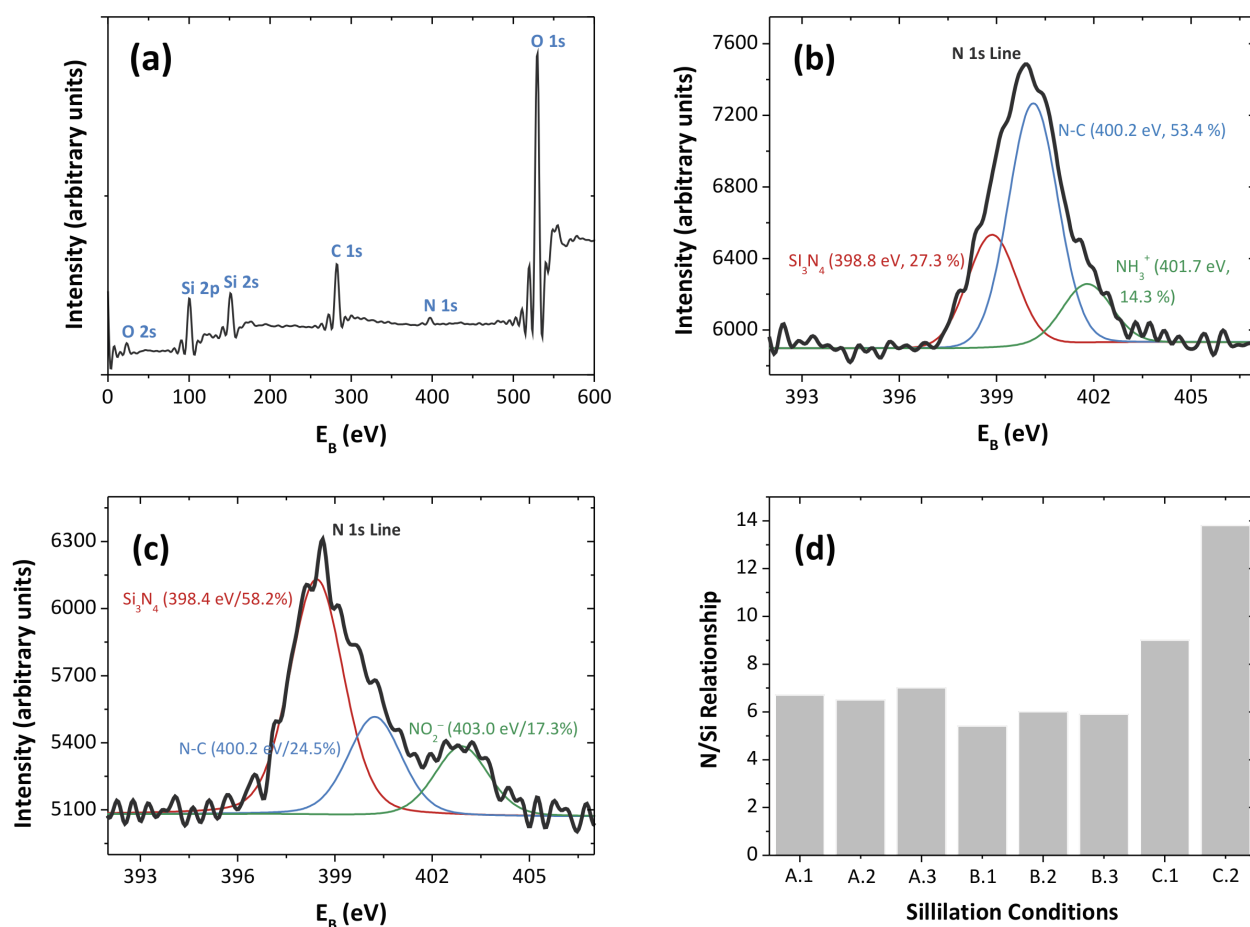 (a)
O 1s
C 1s
Si 2p
Si 2s
N 1s
O 2s
Intensity (arbitrary units)
0 100 200 300 400 500 600
E_B (eV)
(b)
N 1s Line
N-C (400.2 eV, 53.4 %)
SI₃N₄ (398.8 eV, 27.3 %)
NH₃⁺ (401.7 eV,
14.3 %)
7600
7200
6800
6400
6000
Intensity (arbitrary units)
393 396 399 402 405
E_B (eV)
(c)
N 1s Line
Si₃N₄ (398.4 eV/58.2%)
NO₂⁻ (403.0 eV/17.3%)
N-C (400.2 eV/24.5%)
6300
6000
5700
5400
5100
Intensity (arbitrary units)
393 396 399 402 405
E_B (eV)
(d)
14
12
10
8
6
4
2
0
N/Si Relationship
A.1 A.2 A.3 B.1 B.2 B.3 C.1 C.2
Sillilation Conditions